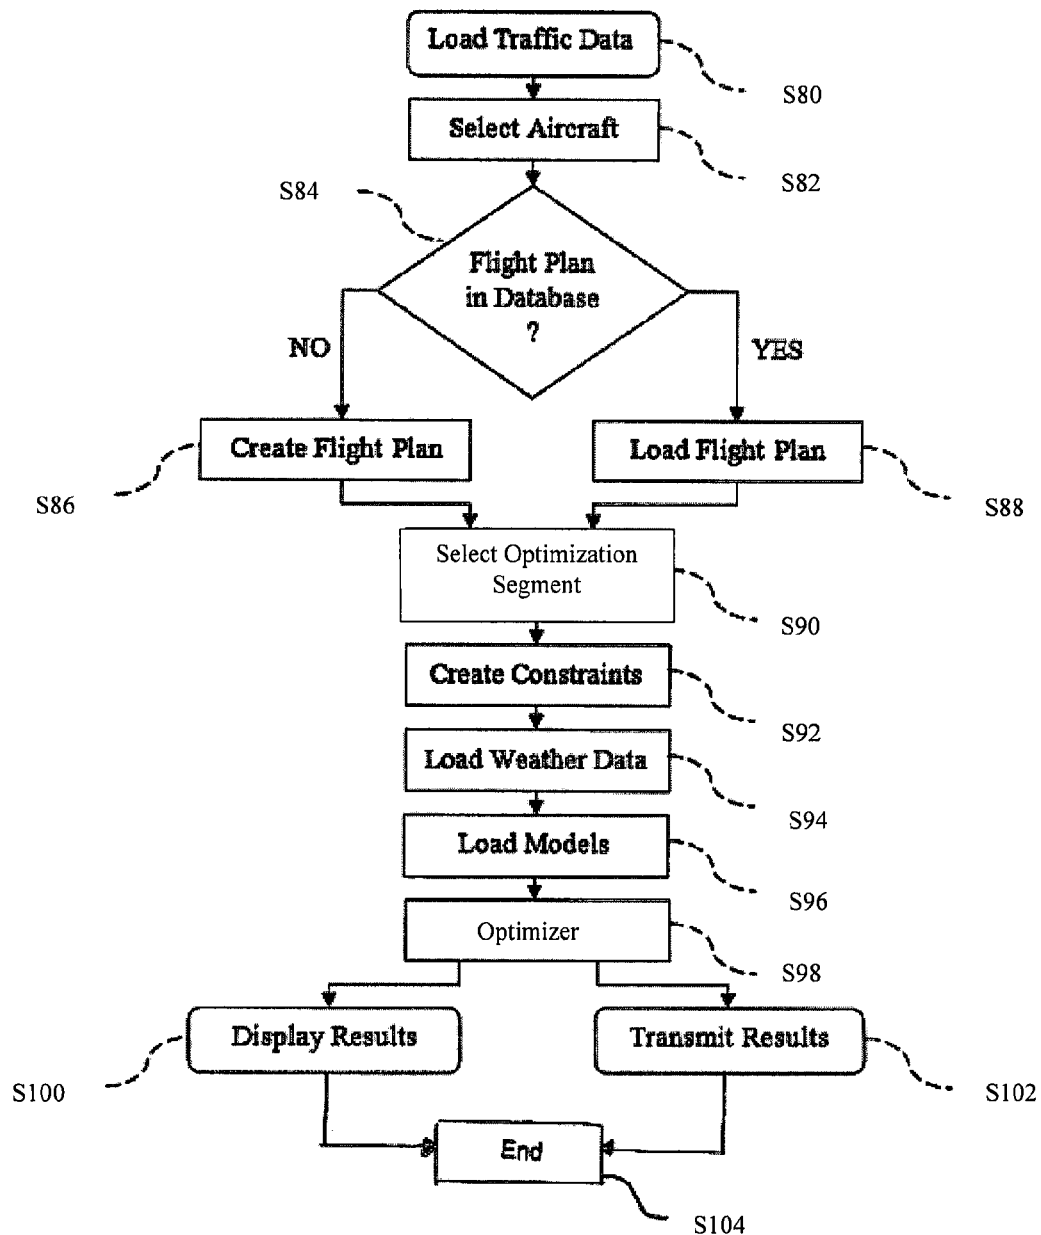 Load Traffic Data
S80
Select Aircraft
S82
S84
Flight Plan
in Database
?
NO
YES
Create Flight Plan
Load Flight Plan
S86
S88
Select Optimization
Segment
S90
Create Constraints
S92
Load Weather Data
S94
Load Models
S96
Optimizer
S98
Display Results
Transmit Results
S100
S102
End
S104